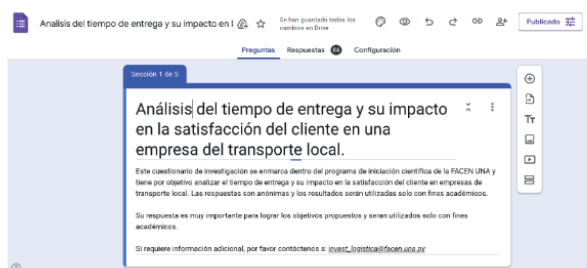 Analisis del tiempo de entrega y su impacto en l
Se han guardado todos los
cambios en Drive
Publicado
Preguntas Respuestas 84 Configuración
Sección 1 de 5
Análisis del tiempo de entrega y su impacto
en la satisfacción del cliente en una
empresa del transporte local.
Este cuestionario de investigación se enmarca dentro del programa de iniciación científica de la FACEN UNA y
tiene por objetivo analizar el tiempo de entrega y su impacto en la satisfacción del cliente en empresas de
transporte local. Las respuestas son anónimas y los resultados serán utilizadas solo con fines académicos.
Su respuesta es muy importante para lograr los objetivos propuestos y seran utilizados solo con fines
académicos.
Si requiere información adicional, por favor contáctenos a: invest_logistica@facen.una.py
Tт